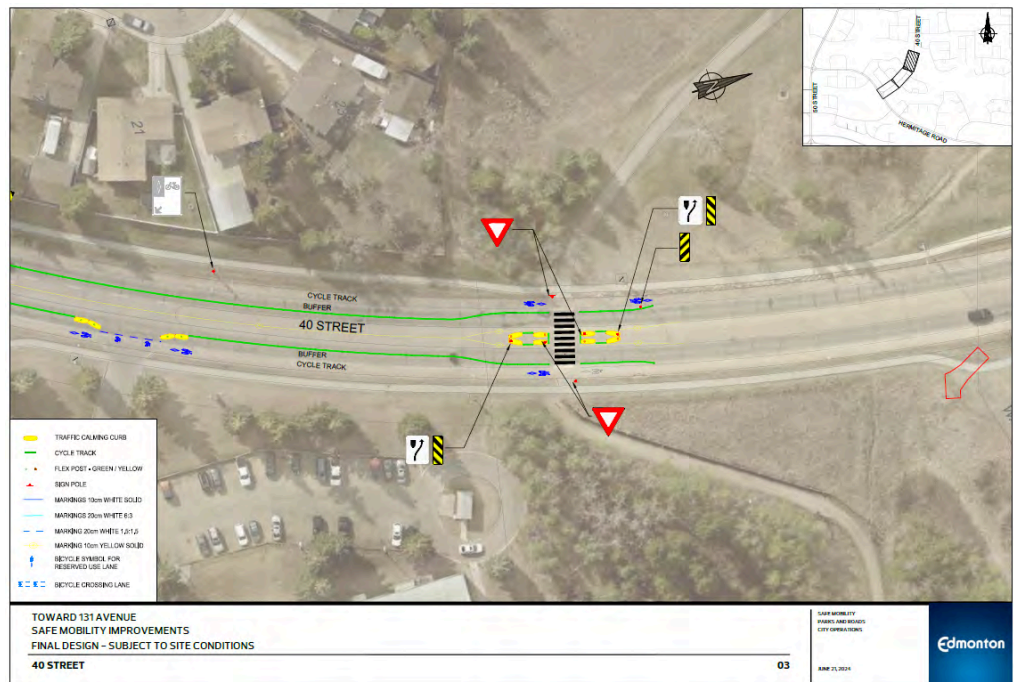 40 STREET
50 STREET
HERMITAGE ROAD
21
CYCLE TRACK
BUFFER
40 STREET
BUFFER
CYCLE TRACK
TRAFFIC CALMING CURB
CYCLE TRACK
FLEX POST - GREEN / YELLOW
SIGN POLE
MARKINGS 10cm WHITE SOLID
MARKINGS 20cm WHITE 6:3
MARKING 20cm WHITE 1,5:1,5
MARKING 10cm YELLOW SOLID
BICYCLE SYMBOL FOR
RESERVED USE LANE
BICYCLE CROSSING LANE
TOWARD 131 AVENUE
SAFE MOBILITY IMPROVEMENTS
FINAL DESIGN – SUBJECT TO SITE CONDITIONS
40 STREET
03
SAFE MOBILITY
PARKS AND ROADS
CITY OPERATIONS
JUNE 21, 2024
Edmonton